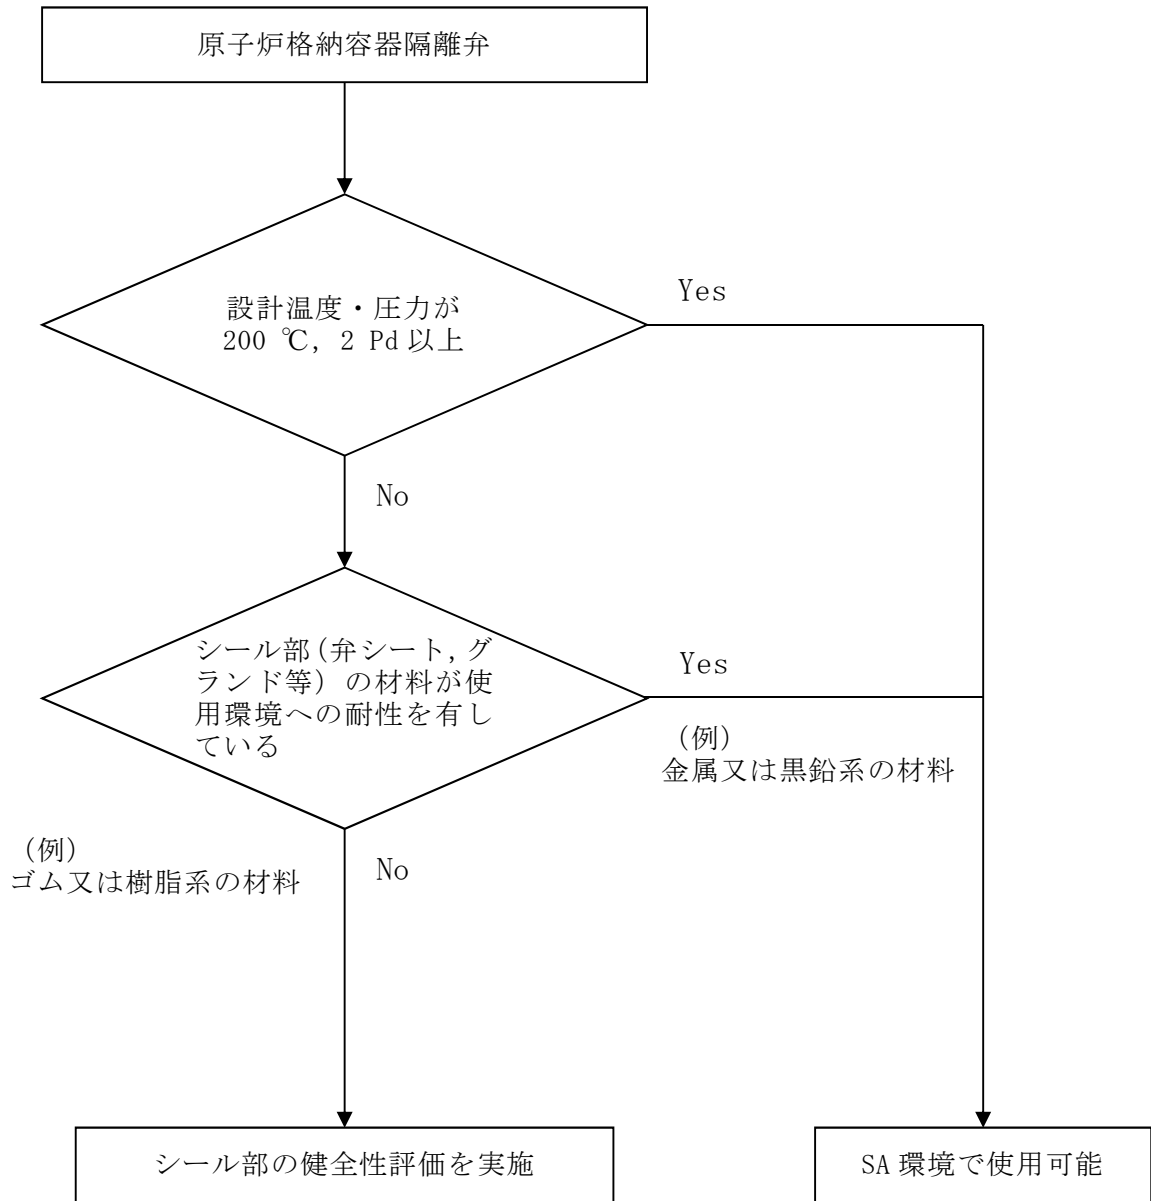 原子炉格納容器隔離弁
設計温度・圧力が
200 ℃, 2 Pd 以上
Yes
No
シール部(弁シート,グ
ランド等）の材料が使
用環境への耐性を有し
ている
Yes
（例）
金属又は黒鉛系の材料
（例）
ゴム又は樹脂系の材料
No
シール部の健全性評価を実施
SA 環境で使用可能